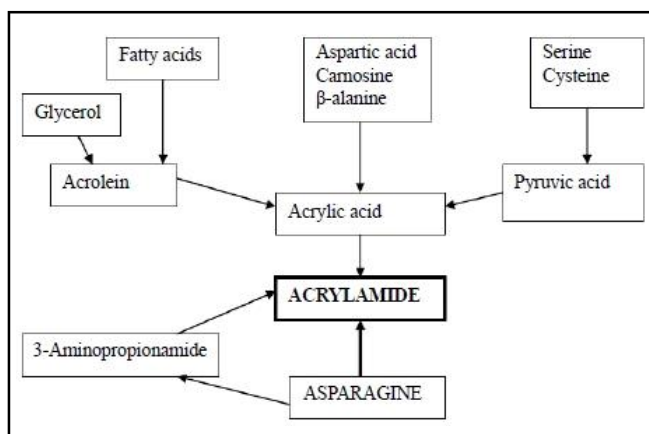 Fatty acids
Aspartic acid
Carnosine
β-alanine
Serine
Cysteine
Glycerol
Acrolein
Acrylic acid
Pyruvic acid
ACRYLAMIDE
3-Aminopropionamide
ASPARAGINE